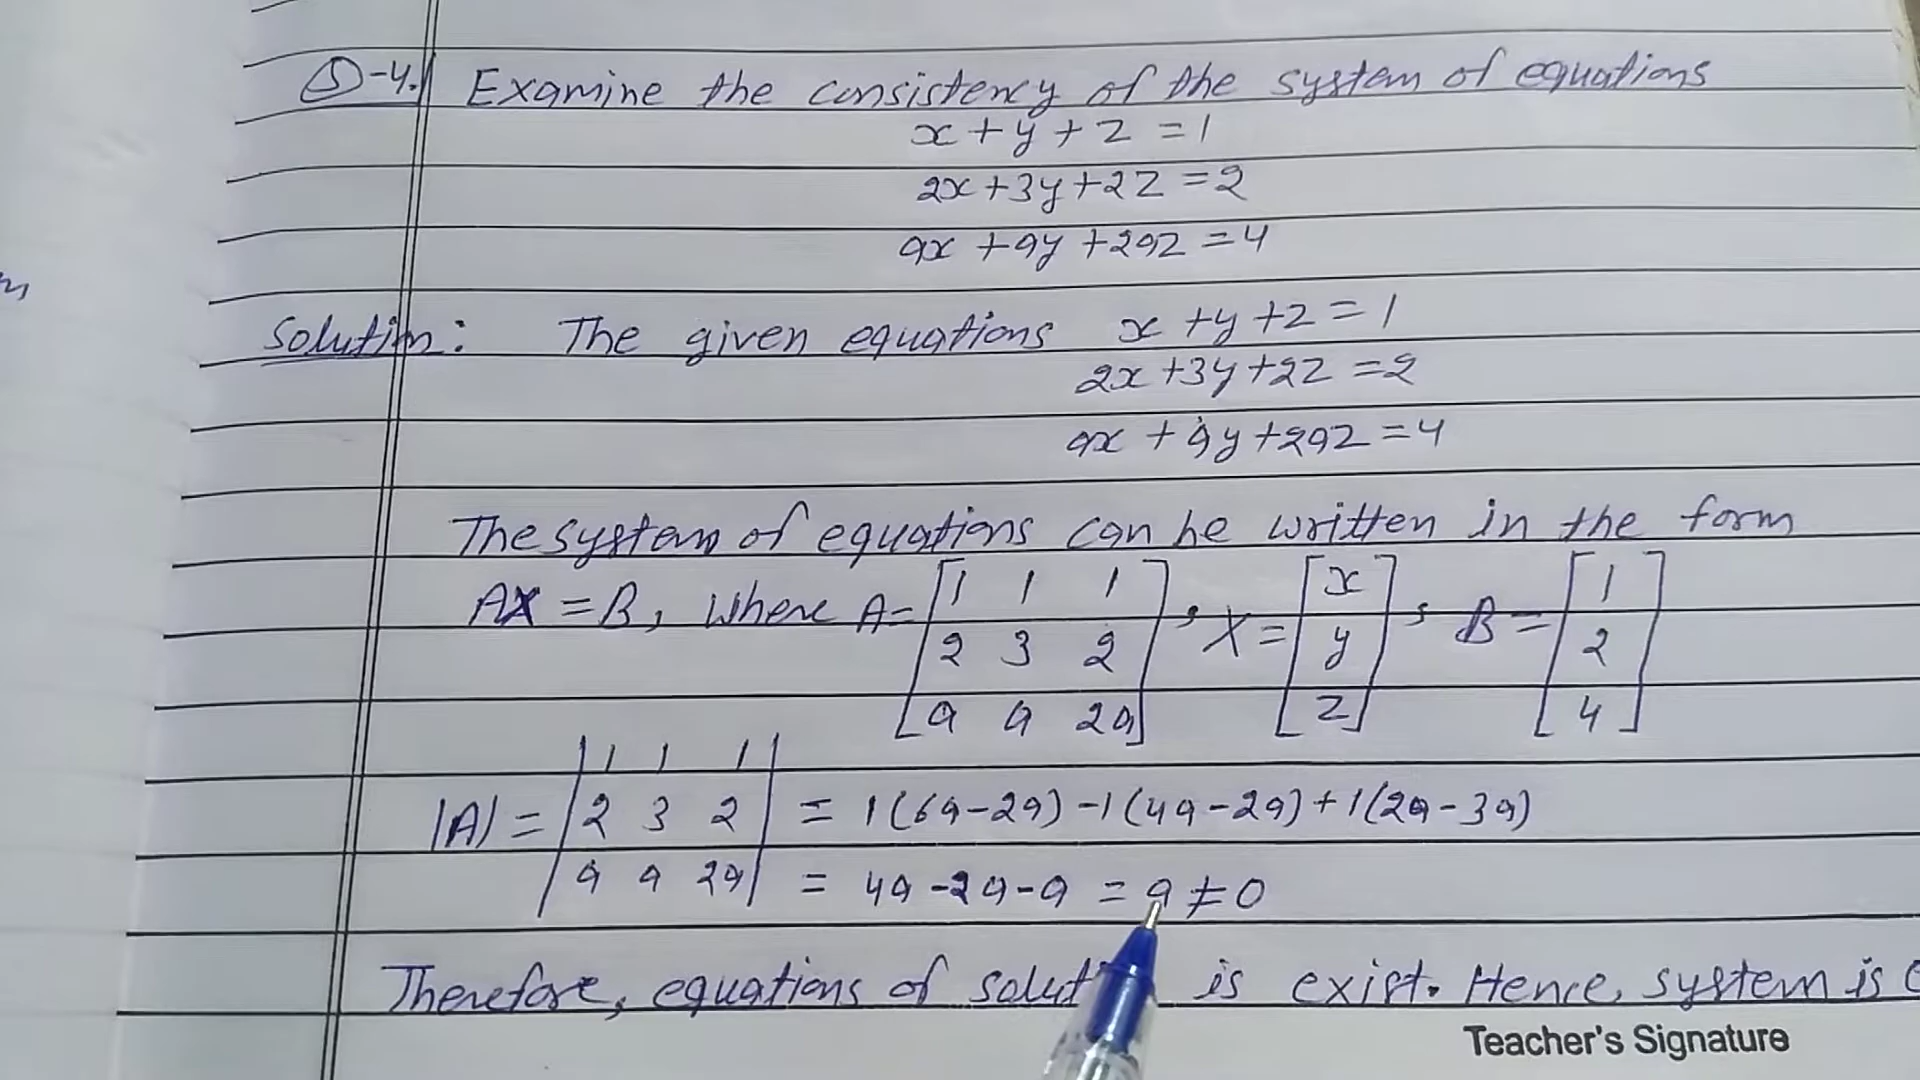 Q-4. Examine the consistency of the system of equations
x + y + z = 1
2x + 3y + 2z = 2
ax + ay + 2az = 4
Solution: The given equations x + y + z = 1
2x + 3y + 2z = 2
ax + ay + 2az = 4
The system of equations can be written in the form
AX = B, where A = [1 1 1; 2 3 2; a a 2a], X = [x; y; z], B = [1; 2; 4]
|A| = |1 1 1; 2 3 2; a a 2a| = 1(6a-2a) -1(4a-2a) + 1(2a-3a)
= 4a - 2a - a = a ≠ 0
Therefore, equations of is exist. Hence, system is
Teacher's Signature